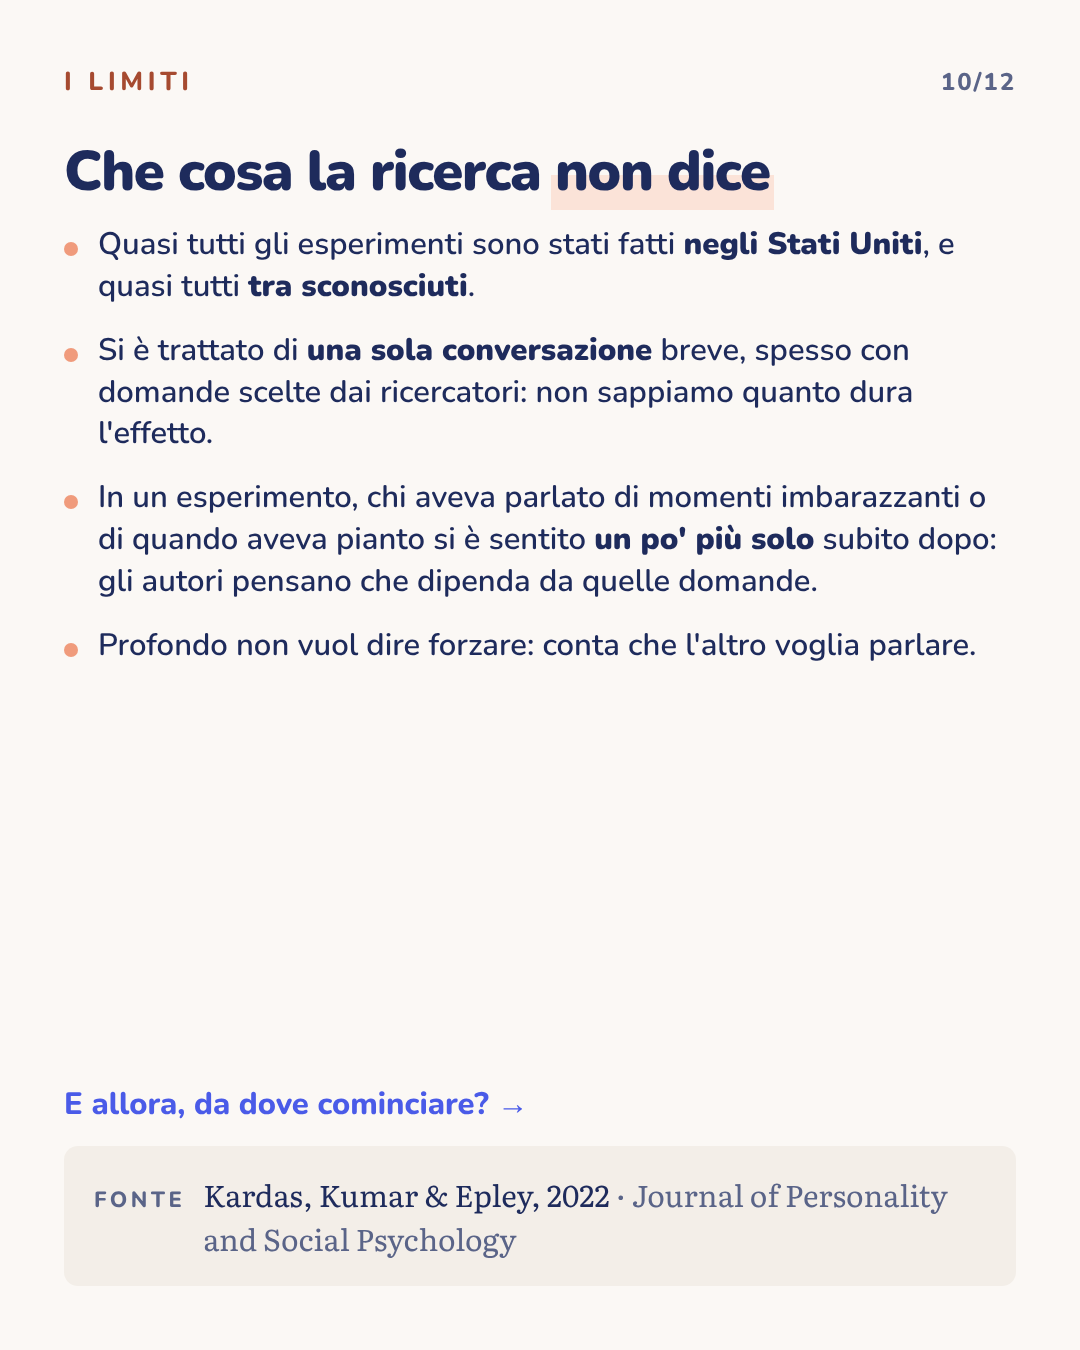 I LIMITI
10/12
Che cosa la ricerca non dice
Quasi tutti gli esperimenti sono stati fatti negli Stati Uniti, e
quasi tutti tra sconosciuti.
Si è trattato di una sola conversazione breve, spesso con
domande scelte dai ricercatori: non sappiamo quanto dura
l'effetto.
In un esperimento, chi aveva parlato di momenti imbarazzanti o
di quando aveva pianto si è sentito un po' più solo subito dopo:
gli autori pensano che dipenda da quelle domande.
Profondo non vuol dire forzare: conta che l'altro voglia parlare.
E allora, da dove cominciare? →
FONTE Kardas, Kumar & Epley, 2022 · Journal of Personality
and Social Psychology